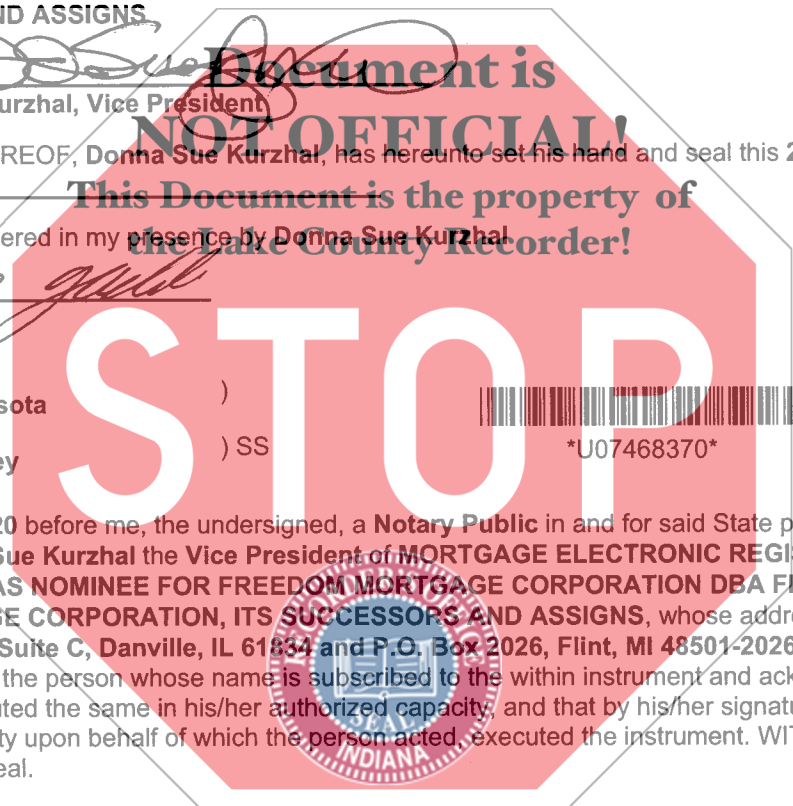 ND ASSIGNS
Document is
urzhal, Vice President
NOT OFFICIAL!
REOF, Donna Sue Kurzhal, has hereunto set his hand and seal this 2
This Document is the property of
ered in my presence by Donna Sue Kurzhal
the Lake County Recorder!
STOP
sota )
ey ) SS
*U07468370*
20 before me, the undersigned, a Notary Public in and for said State p
Sue Kurzhal the Vice President of MORTGAGE ELECTRONIC REGIS
AS NOMINEE FOR FREEDOM MORTGAGE CORPORATION DBA F
GE CORPORATION, ITS SUCCESSORS AND ASSIGNS, whose addre
Suite C, Danville, IL 61834 and P.O. Box 2026, Flint, MI 48501-2026
the person whose name is subscribed to the within instrument and ack
uted the same in his/her authorized capacity, and that by his/her signatu
ty upon behalf of which the person acted, executed the instrument. WIT
eal.
SEAL
INDIANA